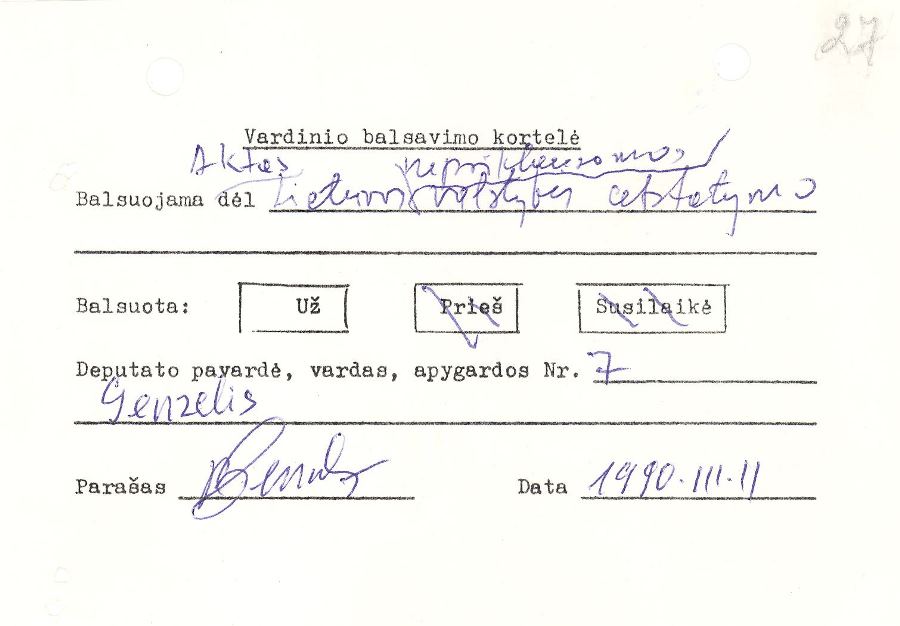 27
Vardinio balsavimo kortelė
Aktas nepriklausomos
Balsuojama dėl Lietuvos valstybės atstatymo
Balsuota: Už Prieš Susilaikė
Deputato pavardė, vardas, apygardos Nr. 7
Genzelis
Parašas
Data 1990.III.11